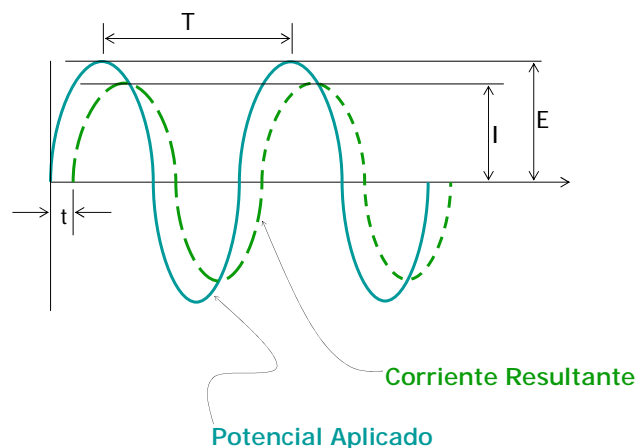 T
E
I
t
Corriente Resultante
Potencial Aplicado